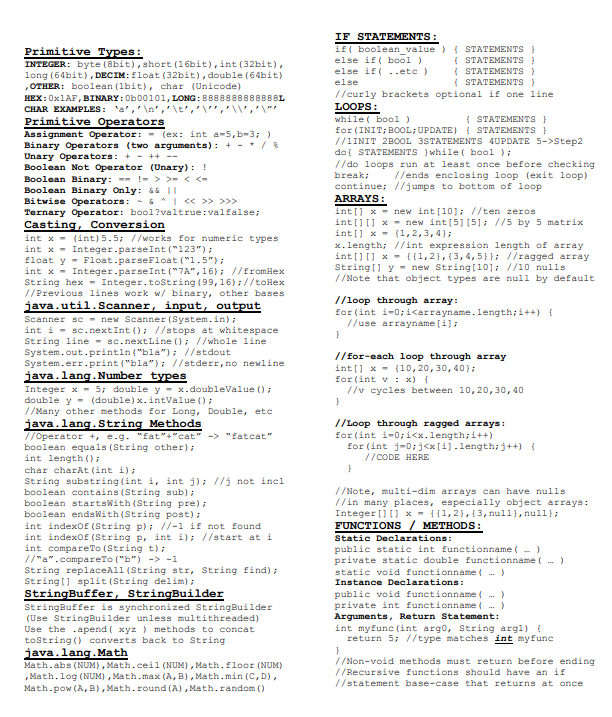 Primitive Types:
INTEGER: byte(8bit),short(16bit),int(32bit),
long(64bit),DECIM:float(32bit),double(64bit)
,OTHER: boolean(1bit), char (Unicode)
HEX:0x1AF,BINARY:0b00101,LONG:8888888888888L
CHAR EXAMPLES: ‘a’,’\n’,’\t’,’\’’,’\\’,’\”’
Primitive Operators
Assignment Operator: = (ex: int a=5,b=3; )
Binary Operators (two arguments): + - * / %
Unary Operators: + - ++ --
Boolean Not Operator (Unary): !
Boolean Binary: == != > >= < <=
Boolean Binary Only: && ||
Bitwise Operators: ~ & ^ | << >> >>>
Ternary Operator: bool?valtrue:valfalse;
Casting, Conversion
int x = (int)5.5; //works for numeric types
int x = Integer.parseInt(“123”);
float y = Float.parseFloat(“1.5”);
int x = Integer.parseInt(“7A”,16); //fromHex
String hex = Integer.toString(99,16);//toHex
//Previous lines work w/ binary, other bases
java.util.Scanner, input, output
Scanner sc = new Scanner(System.in);
int i = sc.nextInt(); //stops at whitespace
String line = sc.nextLine(); //whole line
System.out.println(“bla”); //stdout
System.err.print(“bla”); //stderr,no newline
java.lang.Number types
Integer x = 5; double y = x.doubleValue();
double y = (double)x.intValue();
//Many other methods for Long, Double, etc
java.lang.String Methods
//Operator +, e.g. “fat”+”cat” -> “fatcat”
boolean equals(String other);
int length();
char charAt(int i);
String substring(int i, int j); //j not incl
boolean contains(String sub);
boolean startsWith(String pre);
boolean endsWith(String post);
int indexOf(String p); //-1 if not found
int indexOf(String p, int i); //start at i
int compareTo(String t);
//“a”.compareTo(“b”) -> -1
String replaceAll(String str, String find);
String[] split(String delim);
StringBuffer, StringBuilder
StringBuffer is synchronized StringBuilder
(Use StringBuilder unless multithreaded)
Use the .apend( xyz ) methods to concat
toString() converts back to String
java.lang.Math
Math.abs(NUM),Math.ceil(NUM),Math.floor(NUM)
,Math.log(NUM),Math.max(A,B),Math.min(C,D),
Math.pow(A,B),Math.round(A),Math.random()
IF STATEMENTS:
if( boolean_value ) { STATEMENTS }
else if( bool ) { STATEMENTS }
else if( ..etc ) { STATEMENTS }
else { STATEMENTS }
//curly brackets optional if one line
LOOPS:
while( bool ) { STATEMENTS }
for(INIT;BOOL;UPDATE) { STATEMENTS }
//1INIT 2BOOL 3STATEMENTS 4UPDATE 5->Step2
do{ STATEMENTS }while( bool );
//do loops run at least once before checking
break; //ends enclosing loop (exit loop)
continue; //jumps to bottom of loop
ARRAYS:
int[] x = new int[10]; //ten zeros
int[][] x = new int[5][5]; //5 by 5 matrix
int[] x = {1,2,3,4};
x.length; //int expression length of array
int[][] x = {{1,2},{3,4,5}}; //ragged array
String[] y = new String[10]; //10 nulls
//Note that object types are null by default
//loop through array:
for(int i=0;i<arrayname.length;i++) {
//use arrayname[i];
}
//for-each loop through array
int[] x = {10,20,30,40};
for(int v : x) {
//v cycles between 10,20,30,40
}
//Loop through ragged arrays:
for(int i=0;i<x.length;i++)
for(int j=0;j<x[i].length;j++) {
//CODE HERE
}
//Note, multi-dim arrays can have nulls
//in many places, especially object arrays:
Integer[][] x = {{1,2},{3,null},null};
FUNCTIONS / METHODS:
Static Declarations:
public static int functionname( … )
private static double functionname( … )
static void functionname( … )
Instance Declarations:
public void functionname( … )
private int functionname( … )
Arguments, Return Statement:
int myfunc(int arg0, String arg1) {
return 5; //type matches int myfunc
}
//Non-void methods must return before ending
//Recursive functions should have an if
//statement base-case that returns at once